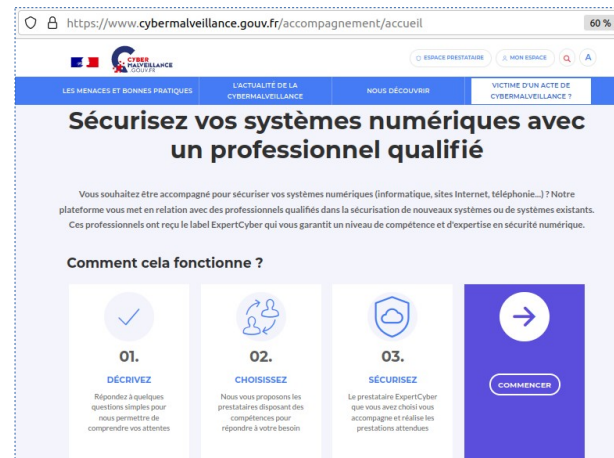 https://www.cybermalveillance.gouv.fr/accompagnement/accueil
60 %
CYBER
MALVEILLANCE
.GOUV.FR
ESPACE PRESTATAIRE
MON ESPACE
A
LES MENACES ET BONNES PRATIQUES
L'ACTUALITÉ DE LA
CYBERMALVEILLANCE
NOUS DÉCOUVRIR
VICTIME D'UN ACTE DE
CYBERMALVEILLANCE ?
Sécurisez vos systèmes numériques avec
un professionnel qualifié
Vous souhaitez être accompagné pour sécuriser vos systèmes numériques (informatique, sites Internet, téléphonie...) ? Notre
plateforme vous met en relation avec des professionnels qualifiés dans la sécurisation de nouveaux systèmes ou de systèmes existants.
Ces professionnels ont reçu le label ExpertCyber qui vous garantit un niveau de compétence et d'expertise en sécurité numérique.
Comment cela fonctionne ?
01.
DÉCRIVEZ
Répondez à quelques
questions simples pour
nous permettre de
comprendre vos attentes
02.
CHOISISSEZ
Nous vous proposons les
prestataires disposant des
compétences pour
répondre à votre besoin
03.
SÉCURISEZ
Le prestataire ExpertCyber
que vous avez choisi vous
accompagne et réalise les
prestations attendues
COMMENCER